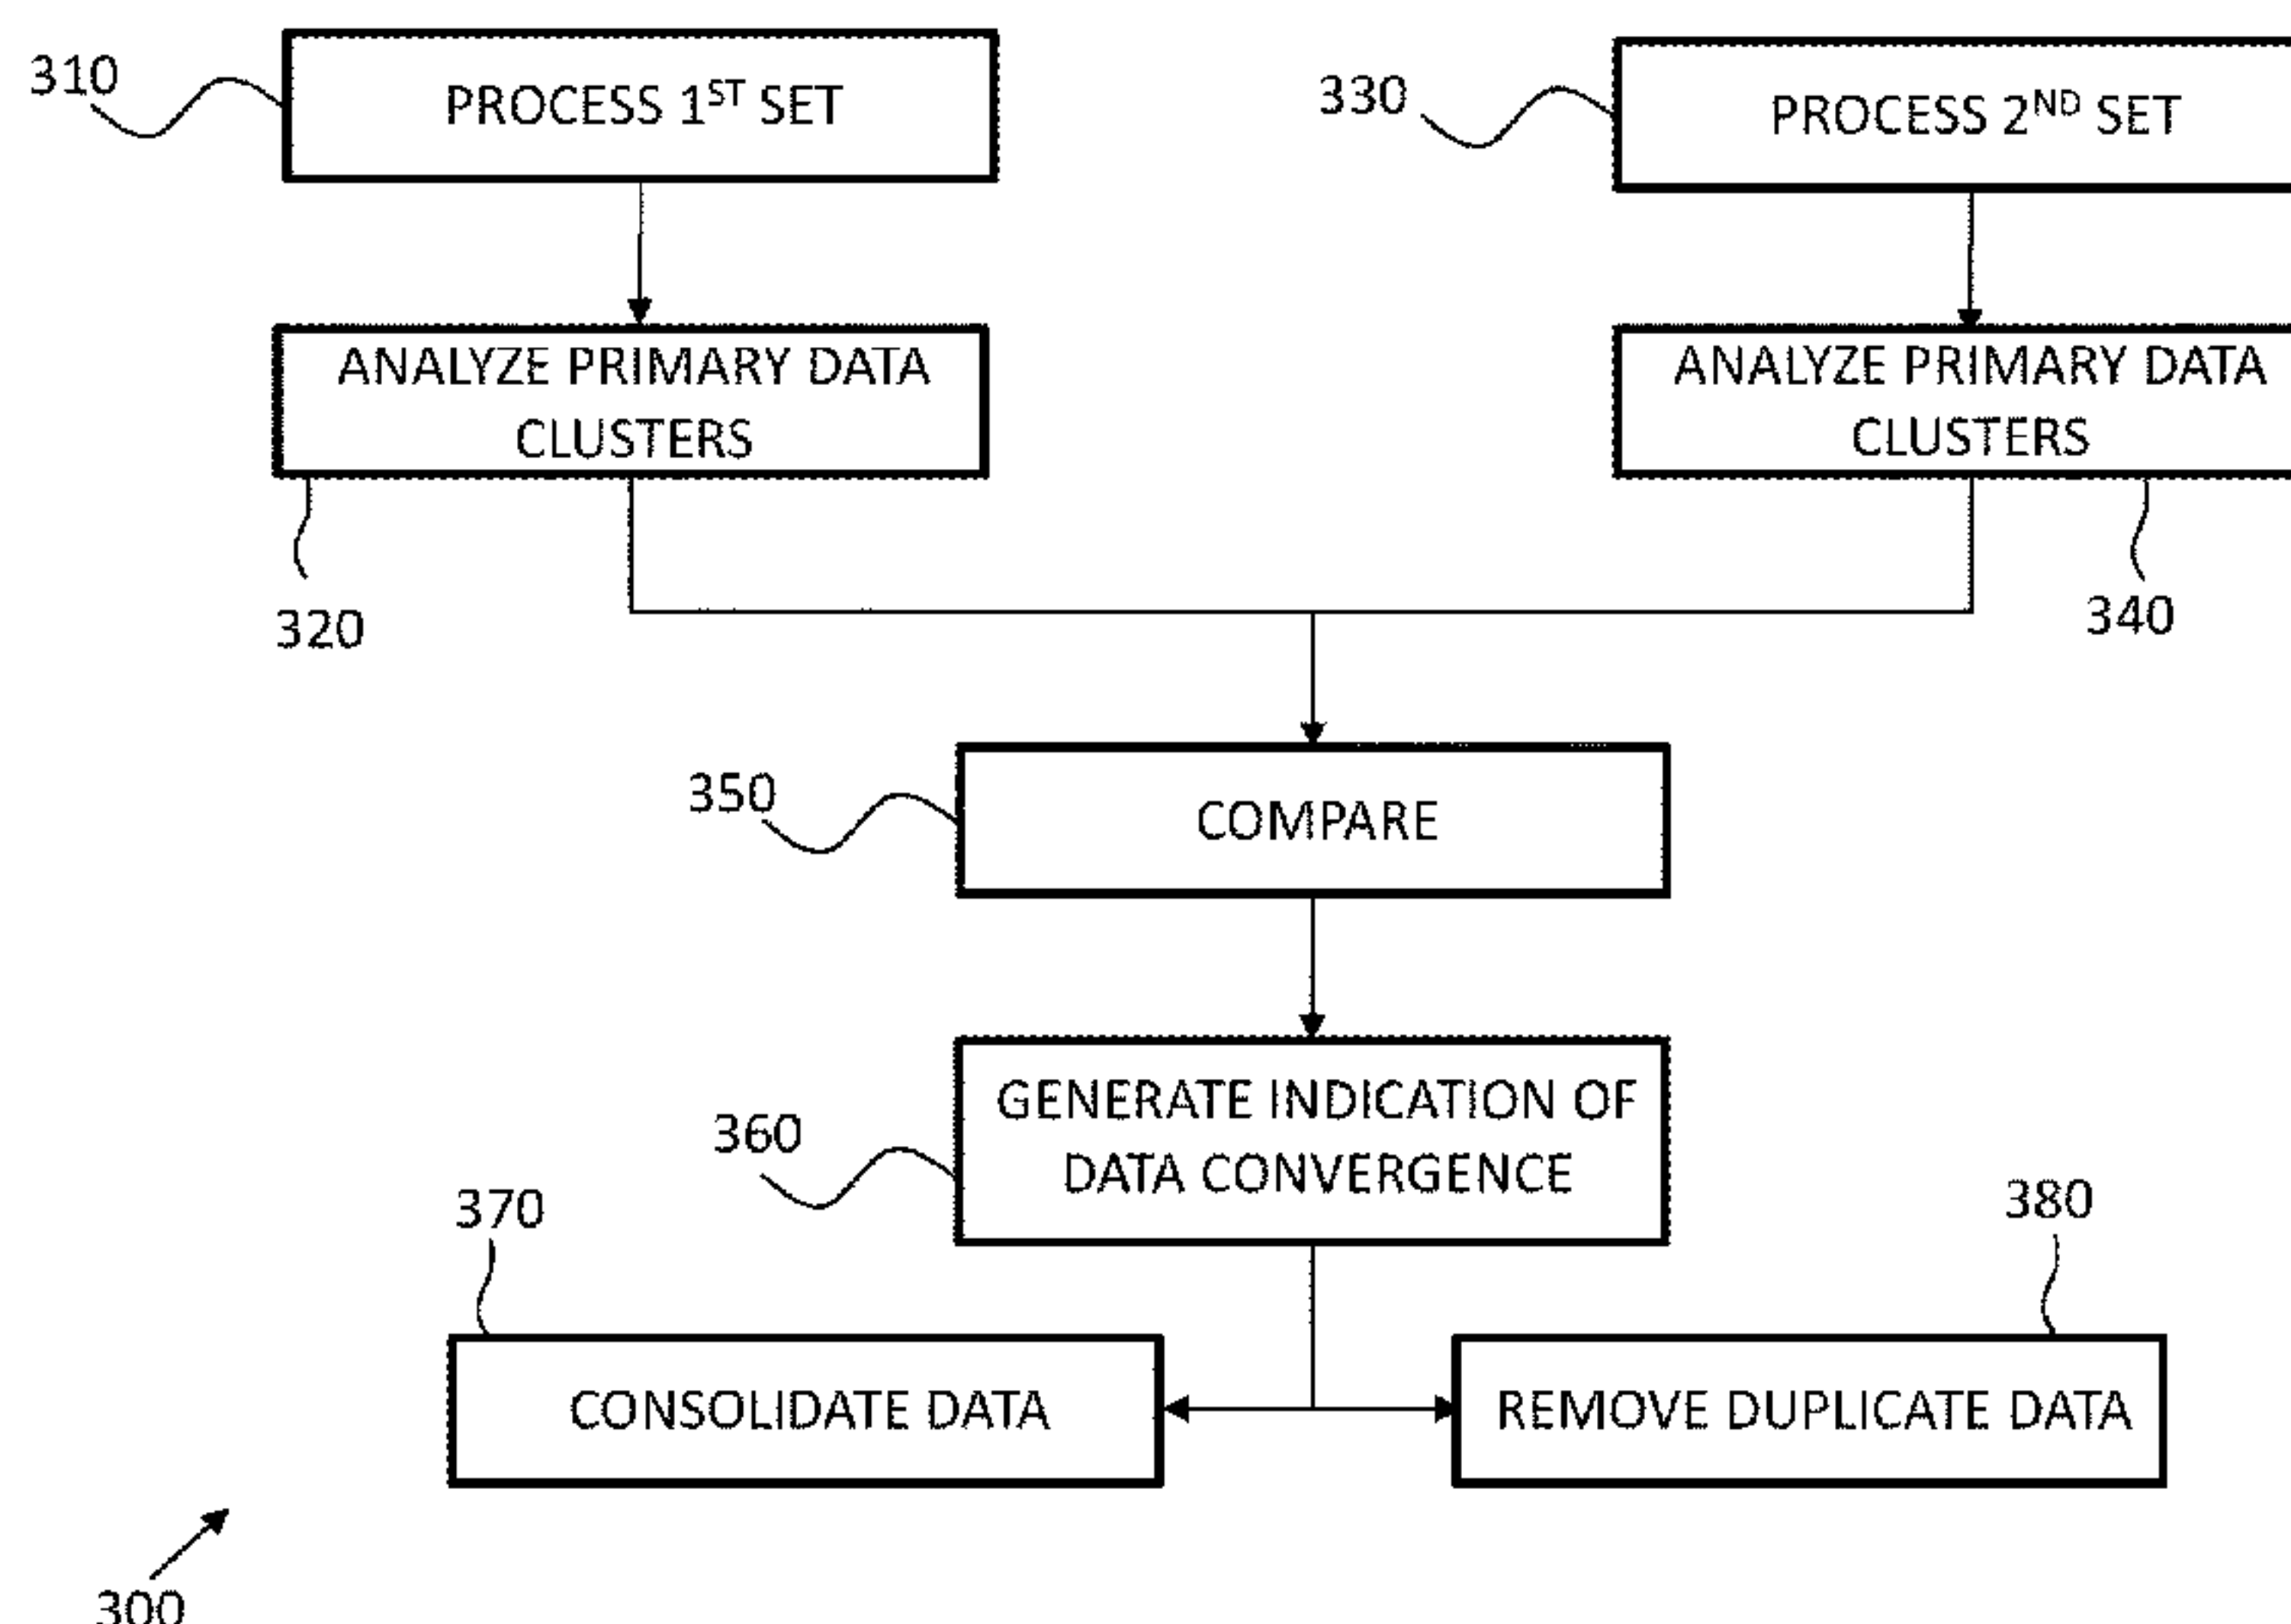 310
PROCESS 1ST SET
330
PROCESS 2ND SET
ANALYZE PRIMARY DATA
CLUSTERS
320
ANALYZE PRIMARY DATA
CLUSTERS
340
350
COMPARE
360
GENERATE INDICATION OF
DATA CONVERGENCE
370
CONSOLIDATE DATA
380
REMOVE DUPLICATE DATA
300